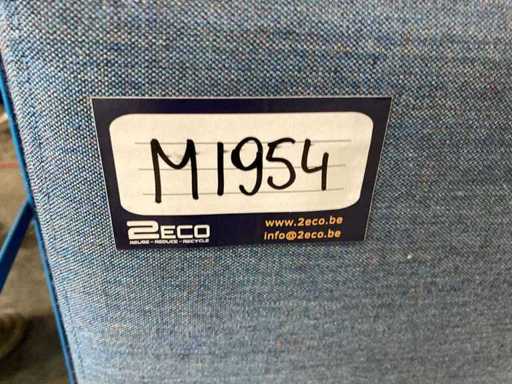 M1954
2ECO
REUSE - REDUCE - RECYCLE
www.2eco.be
info@2eco.be